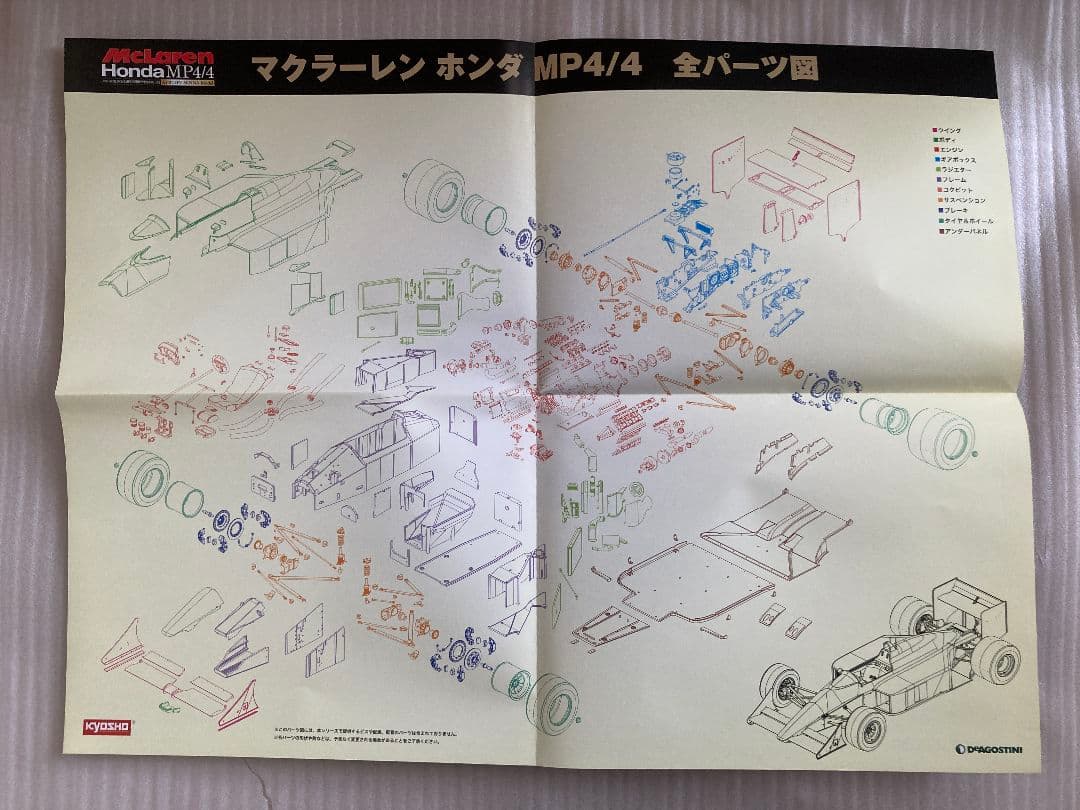 McLaren
Honda MP4/4
マクラーレン ホンダ MP4/4 全パーツ図
ウイング
ボディ
エンジン
ギアボックス
ラジエター
フレーム
コクピット
サスペンション
ブレーキ
タイヤ&ホイール
アンダーパネル
KYOSHO
DeAGOSTINI